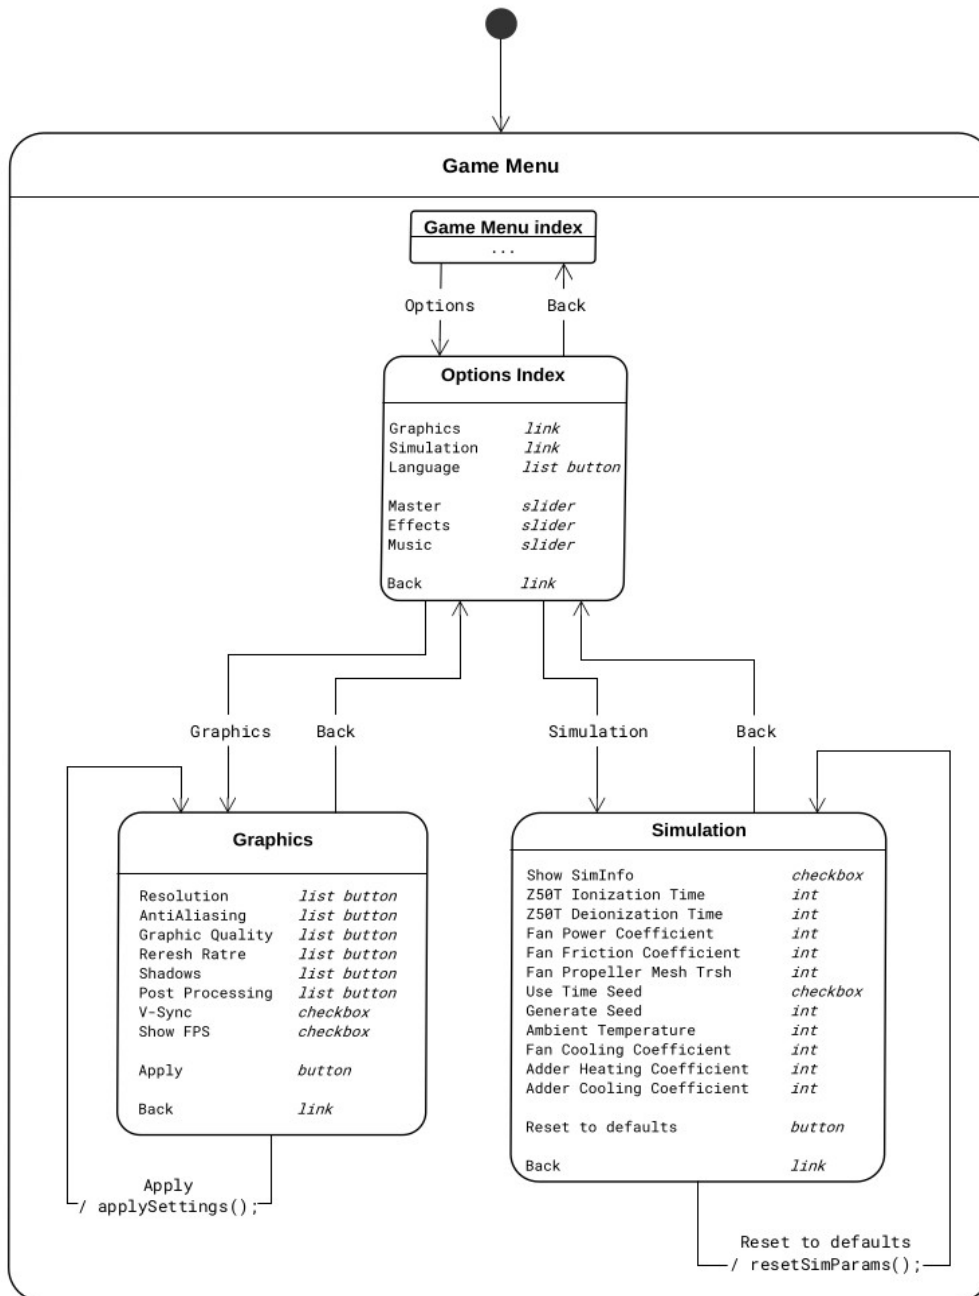 Game Menu
Game Menu index
...
Options Back
Options Index
Graphics link
Simulation link
Language list button
Master slider
Effects slider
Music slider
Back link
Graphics Back Simulation Back
Graphics
Resolution list button
AntiAliasing list button
Graphic Quality list button
Reresh Ratre list button
Shadows list button
Post Processing list button
V-Sync checkbox
Show FPS checkbox
Apply button
Back link
Apply
/ applySettings();
Simulation
Show SimInfo checkbox
Z50T Ionization Time int
Z50T Deionization Time int
Fan Power Coefficient int
Fan Friction Coefficient int
Fan Propeller Mesh Trsh int
Use Time Seed checkbox
Generate Seed int
Ambient Temperature int
Fan Cooling Coefficient int
Adder Heating Coefficient int
Adder Cooling Coefficient int
Reset to defaults button
Back link
Reset to defaults
/ resetSimParams();